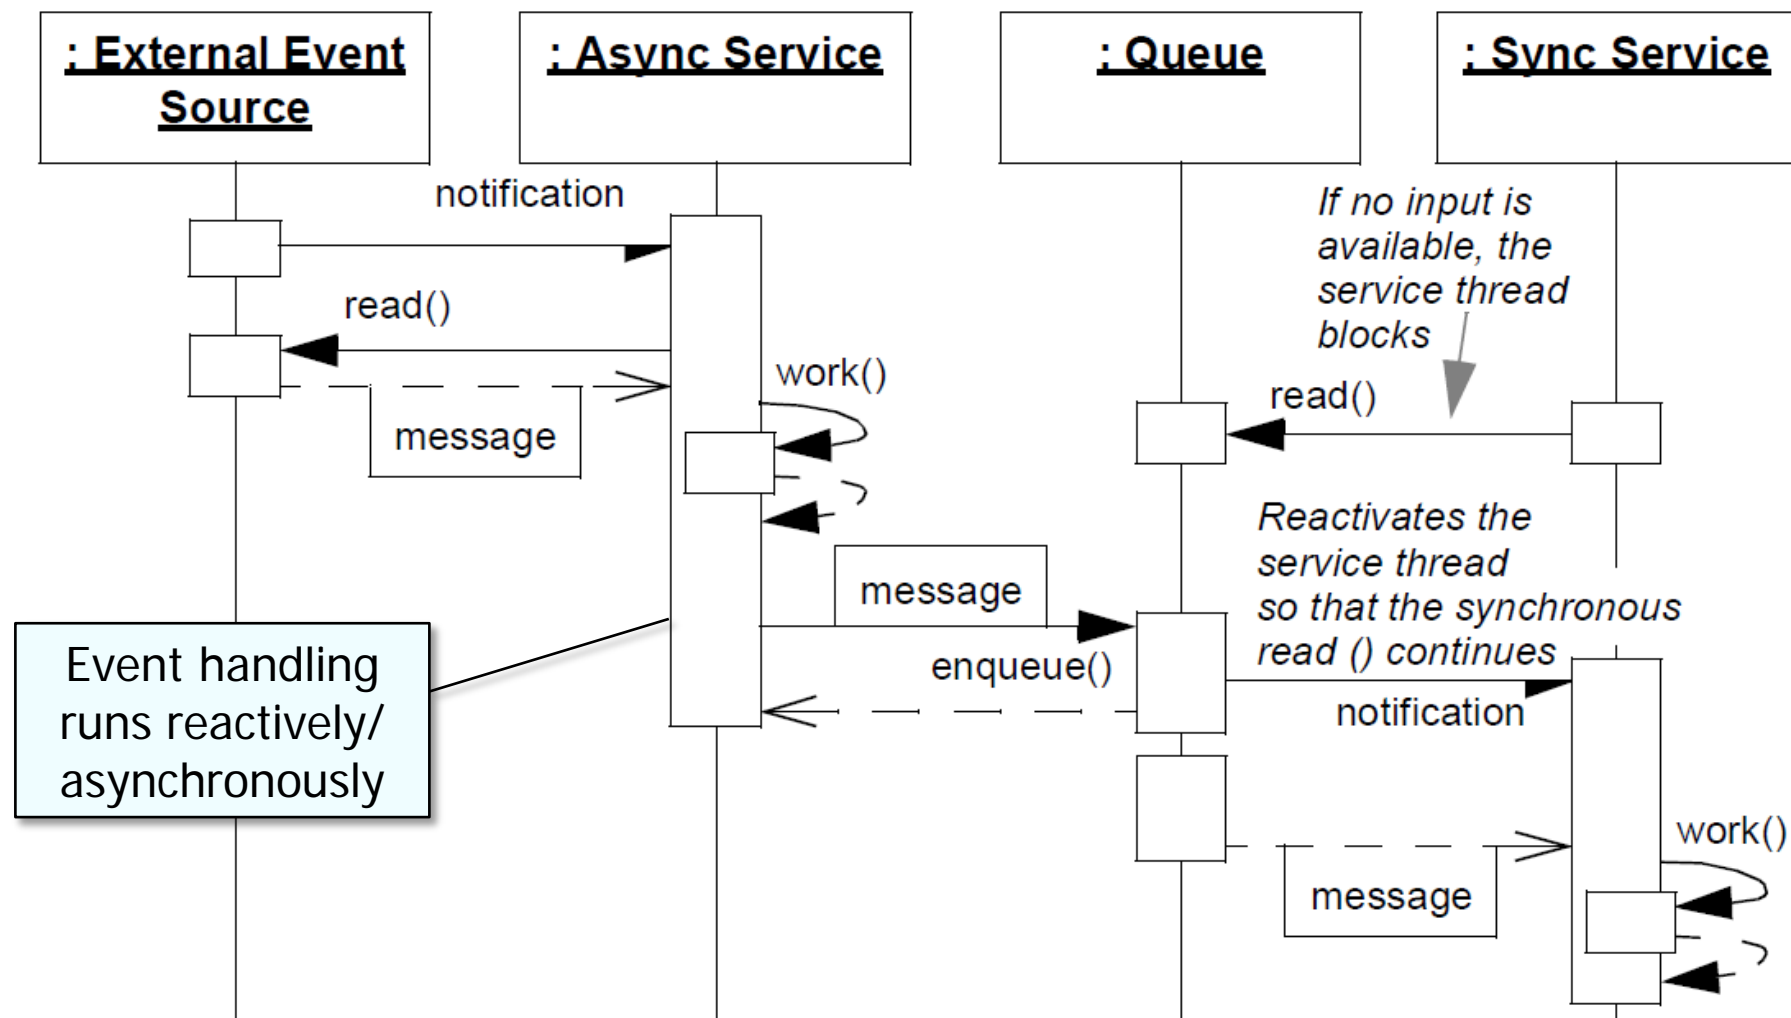 : External Event
Source
: Async Service
: Queue
: Sync Service
notification
If no input is
available, the
service thread
blocks
read()
work()
read()
message
Reactivates the
service thread
so that the synchronous
read () continues
message
enqueue()
notification
Event handling
runs reactively/
asynchronously
work()
message